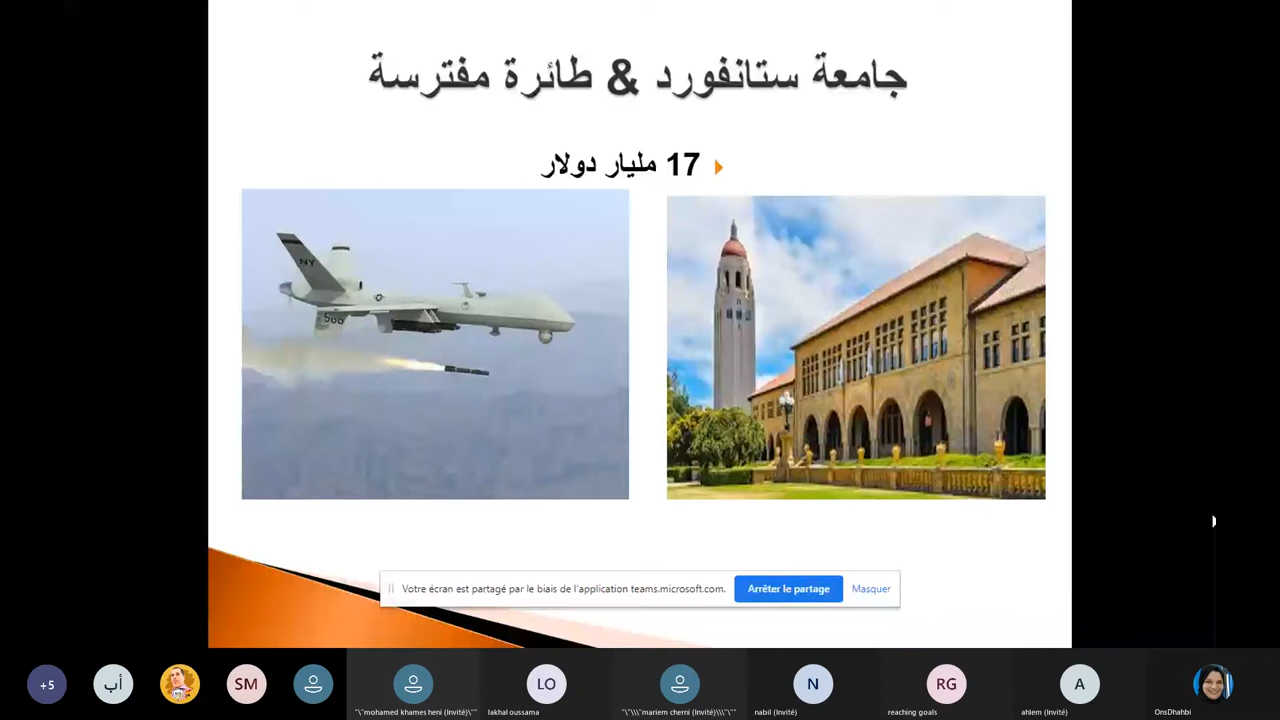 جامعة ستانفورد & طائرة مفترسة
17 مليار دولار
NY
566
Votre écran est partagé par le biais de l'application teams.microsoft.com.
Arrêter le partage
Masquer
+5
أب
SM
LO
N
RG
A
"\"mohamed khames heni (Invité)\""
lakhal oussama
"\"\\\"mariem cherni (Invité)\\\"\""
nabil (Invité)
reaching goals
ahlem (Invité)
OnsDhahbi